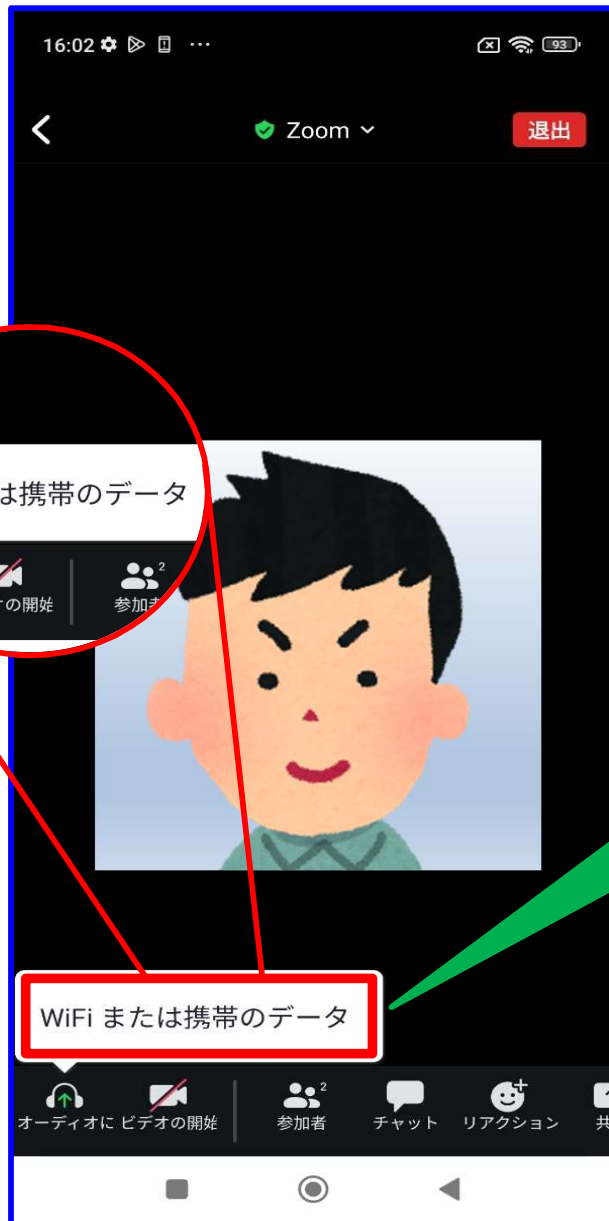 16:02 ... 93
Zoom 退出
は携帯のデータ
オの開始 参加者 2
WiFi または携帯のデータ
オーディオに ビデオの開始 参加者 2 チャット リアクション 共